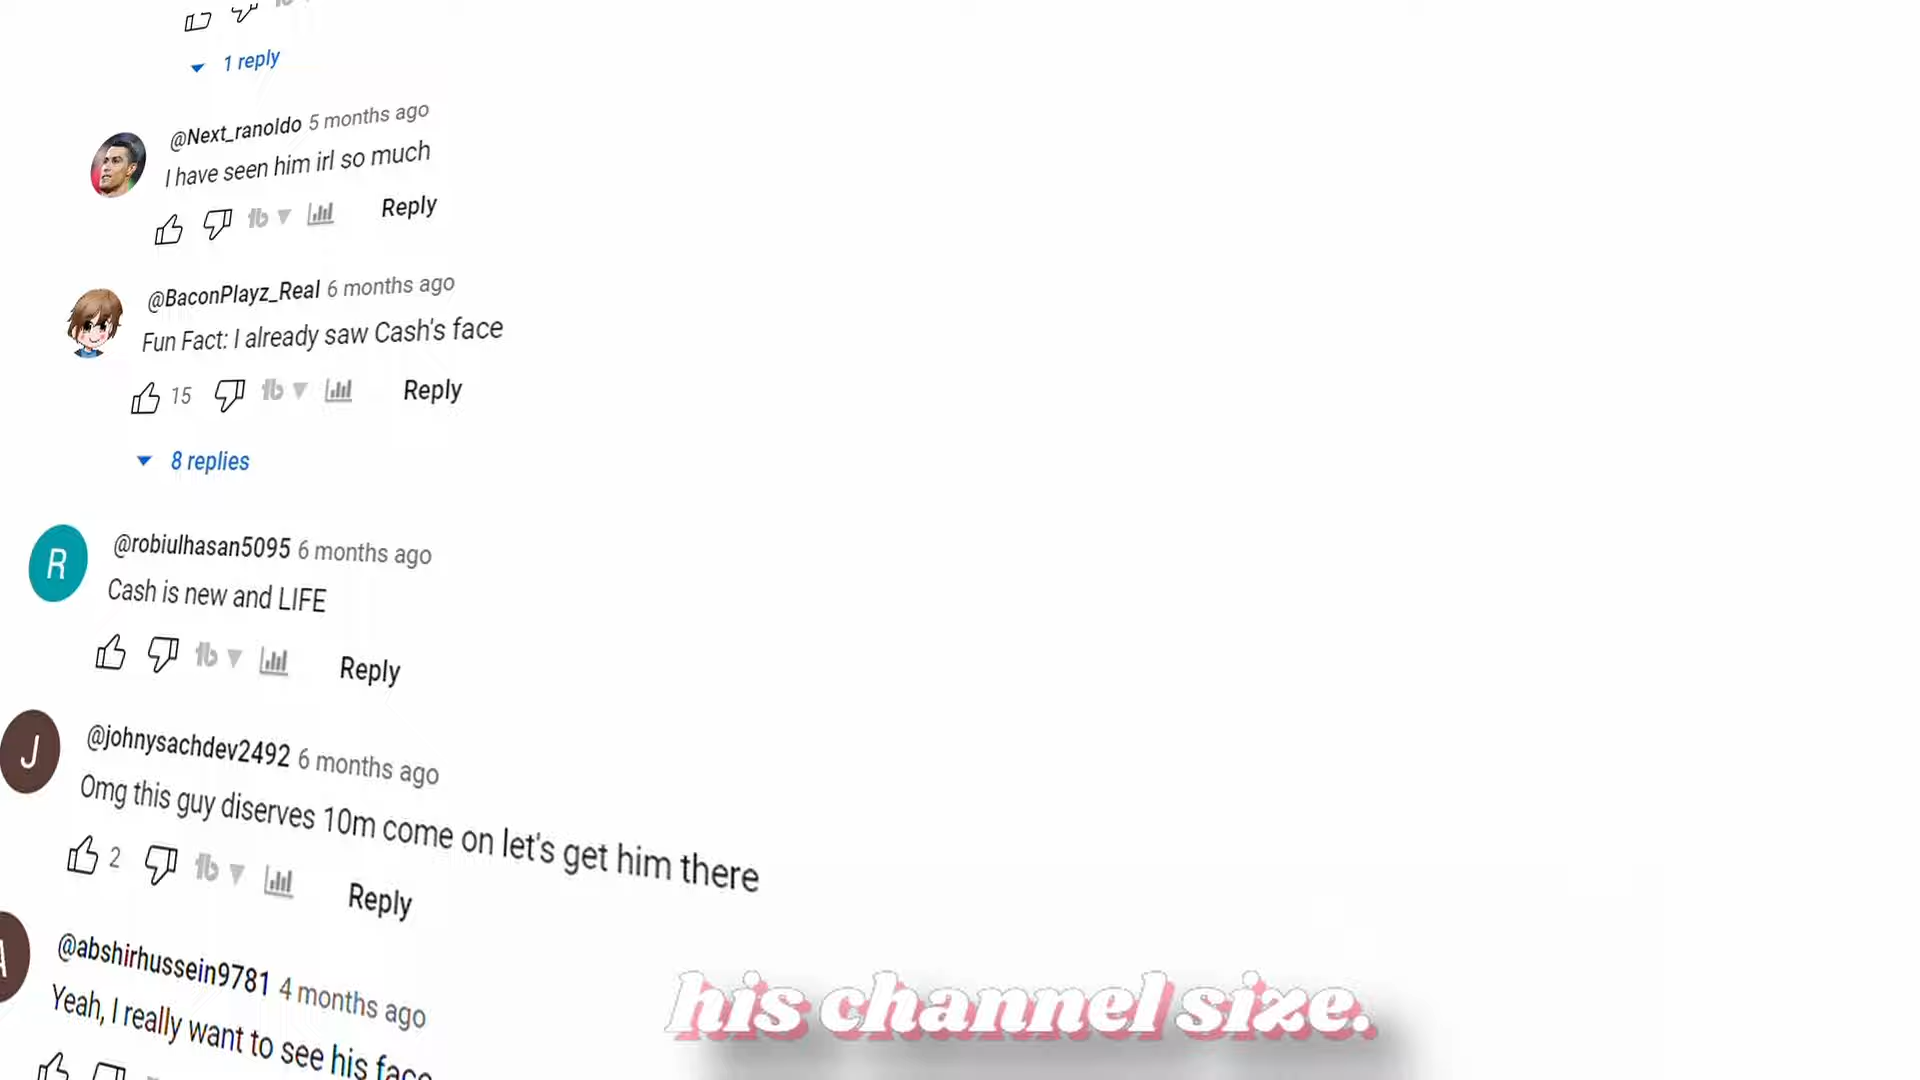 1 reply
@Next_ranoldo 5 months ago
I have seen him irl so much
Reply
@BaconPlayz_Real 6 months ago
Fun Fact: I already saw Cash's face
15 Reply
8 replies
R
@robiulhasan5095 6 months ago
Cash is new and LIFE
Reply
J
@johnysachdev2492 6 months ago
Omg this guy diserves 10m come on let's get him there
2 Reply
@abshirhussein9781 4 months ago
Yeah, I really want to see his face
his channel size.